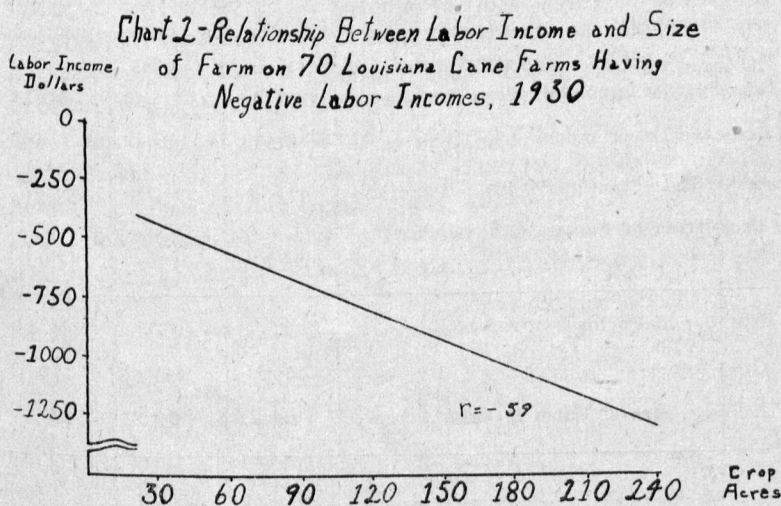 Chart 2-Relationship Between Labor Income and Size
of Farm on 70 Louisiana Cane Farms Having
Negative Labor Incomes, 1930
Labor Income,
Dollars
0
-250
-500
-750
-1000
-1250
r=-59
30 60 90 120 150 180 210 240
Crop
Acres